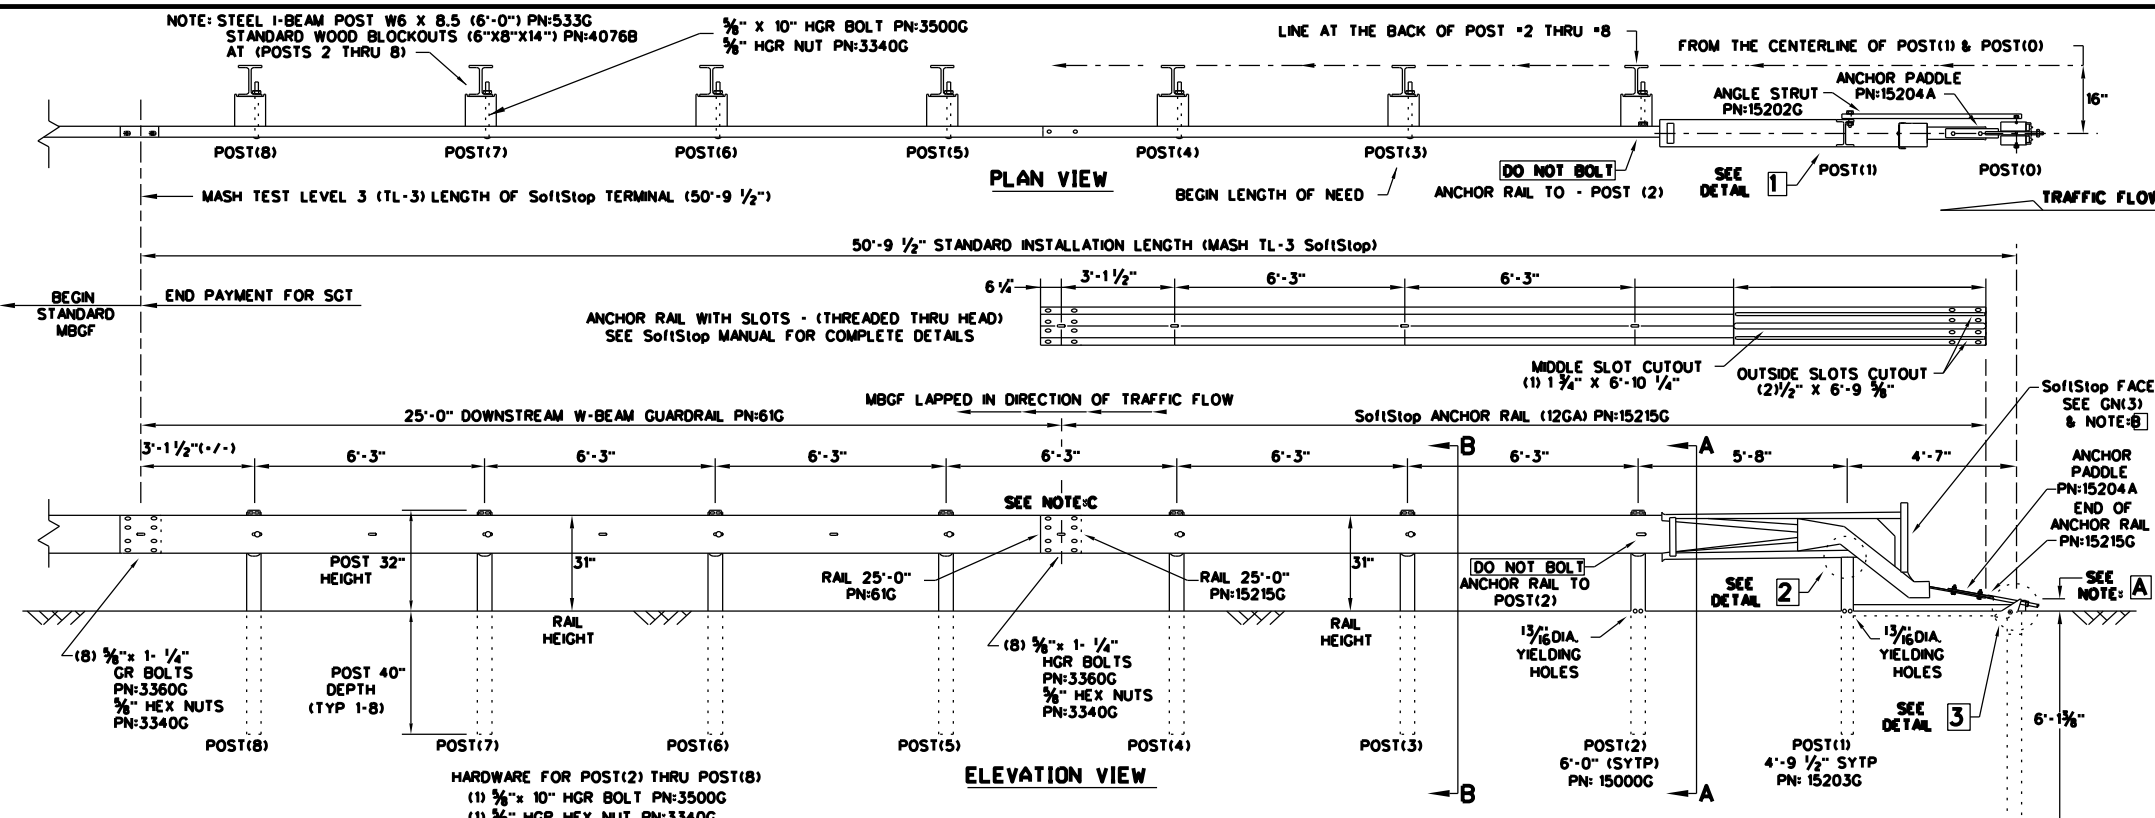 NOTE: STEEL I-BEAM POST W6 X 8.5 (6'-0") PN:533G
STANDARD WOOD BLOCKOUTS (6"X8"X14") PN:4076B
AT (POSTS 2 THRU 8)
5/8" X 10" HGR BOLT PN:3500G
5/8" HGR NUT PN:3340G
LINE AT THE BACK OF POST #2 THRU #8
FROM THE CENTERLINE OF POST(1) & POST(0)
ANCHOR PADDLE
PN:15204A
ANGLE STRUT
PN:15202G
16"
POST(8)
POST(7)
POST(6)
POST(5)
POST(4)
POST(3)
POST(1)
POST(0)
PLAN VIEW
DO NOT BOLT
ANCHOR RAIL TO - POST (2)
SEE
DETAIL 1
BEGIN LENGTH OF NEED
MASH TEST LEVEL 3 (TL-3) LENGTH OF SoftStop TERMINAL (50'-9 1/2")
TRAFFIC FLOW
50'-9 1/2" STANDARD INSTALLATION LENGTH (MASH TL-3 SoftStop)
BEGIN
STANDARD
MBGF
END PAYMENT FOR SGT
6 1/4"
3'-1 1/2"
6'-3"
6'-3"
ANCHOR RAIL WITH SLOTS - (THREADED THRU HEAD)
SEE SoftStop MANUAL FOR COMPLETE DETAILS
MIDDLE SLOT CUTOUT
(1) 1 3/4" X 6'-10 1/4"
OUTSIDE SLOTS CUTOUT
(2)1/2" X 6'-9 5/8"
SoftStop FACE
SEE GN(3)
& NOTE:B
MBGF LAPPED IN DIRECTION OF TRAFFIC FLOW
25'-0" DOWNSTREAM W-BEAM GUARDRAIL PN:61G
SoftStop ANCHOR RAIL (12GA) PN:15215G
3'-1 1/2"(+/-)
6'-3"
6'-3"
6'-3"
6'-3"
6'-3"
6'-3"
5'-8"
4'-7"
B
A
ANCHOR
PADDLE
PN:15204A
END OF
ANCHOR RAIL
PN:15215G
SEE NOTE:C
POST 32"
HEIGHT
31"
RAIL
HEIGHT
RAIL 25'-0"
PN:61G
RAIL 25'-0"
PN:15215G
31"
RAIL
HEIGHT
DO NOT BOLT
ANCHOR RAIL TO
POST(2)
SEE
DETAIL 2
SEE
NOTE: A
(8) 5/8"x 1- 1/4"
GR BOLTS
PN:3360G
5/8" HEX NUTS
PN:3340G
POST 40"
DEPTH
(TYP 1-8)
(8) 5/8"x 1- 1/4"
HGR BOLTS
PN:3360G
5/8" HEX NUTS
PN:3340G
13/16"DIA.
YIELDING
HOLES
13/16"DIA.
YIELDING
HOLES
SEE
DETAIL 3
6'-1 3/8"
POST(8)
POST(7)
POST(6)
POST(5)
POST(4)
POST(3)
POST(2)
6'-0" (SYTP)
PN: 15000G
POST(1)
4'-9 1/2" SYTP
PN: 15203G
HARDWARE FOR POST(2) THRU POST(8)
(1) 5/8"x 10" HGR BOLT PN:3500G
(1) 5/8" HGR HEX NUT PN:3340G
ELEVATION VIEW
B
A